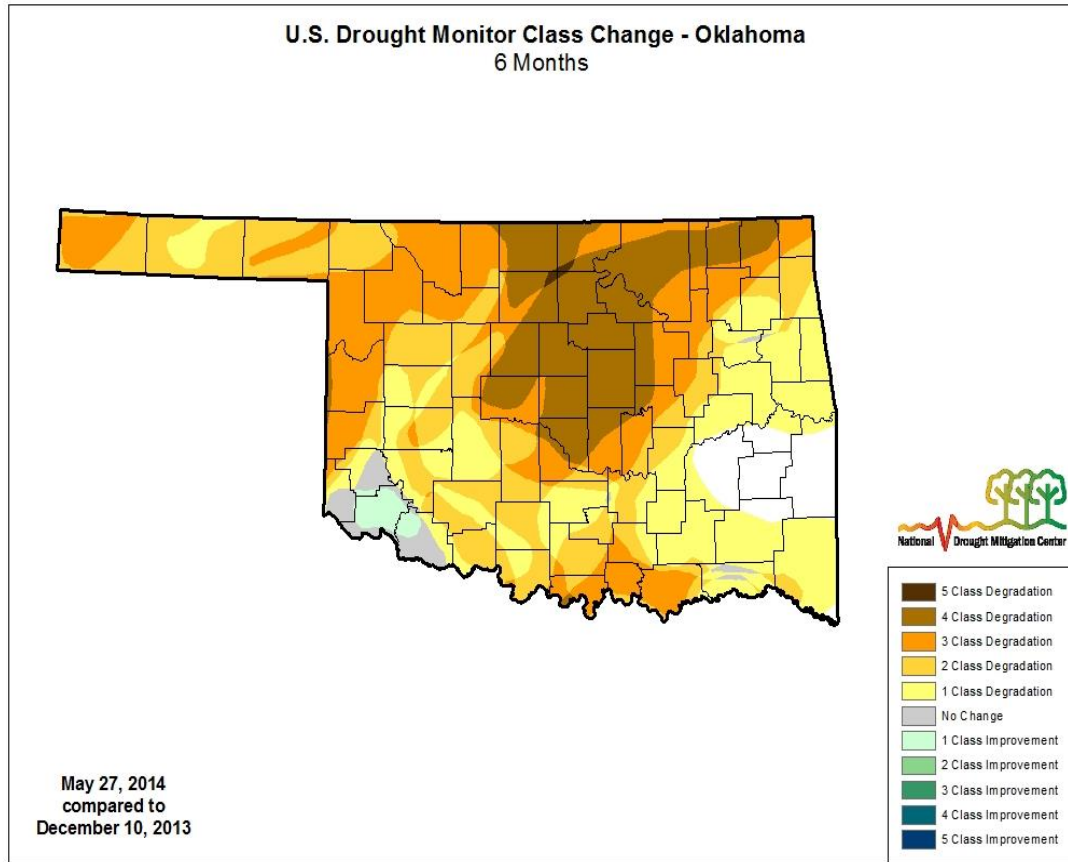 U.S. Drought Monitor Class Change - Oklahoma
6 Months
National Drought Mitigation Center
5 Class Degradation
4 Class Degradation
3 Class Degradation
2 Class Degradation
1 Class Degradation
No Change
1 Class Improvement
2 Class Improvement
3 Class Improvement
4 Class Improvement
5 Class Improvement
May 27, 2014
compared to
December 10, 2013